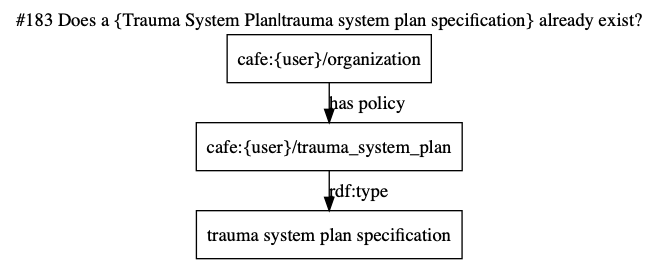 #183 Does a {Trauma System Plan|trauma system plan specification} already exist?
cafe:{user}/organization
has policy
cafe:{user}/trauma_system_plan
rdf:type
trauma system plan specification